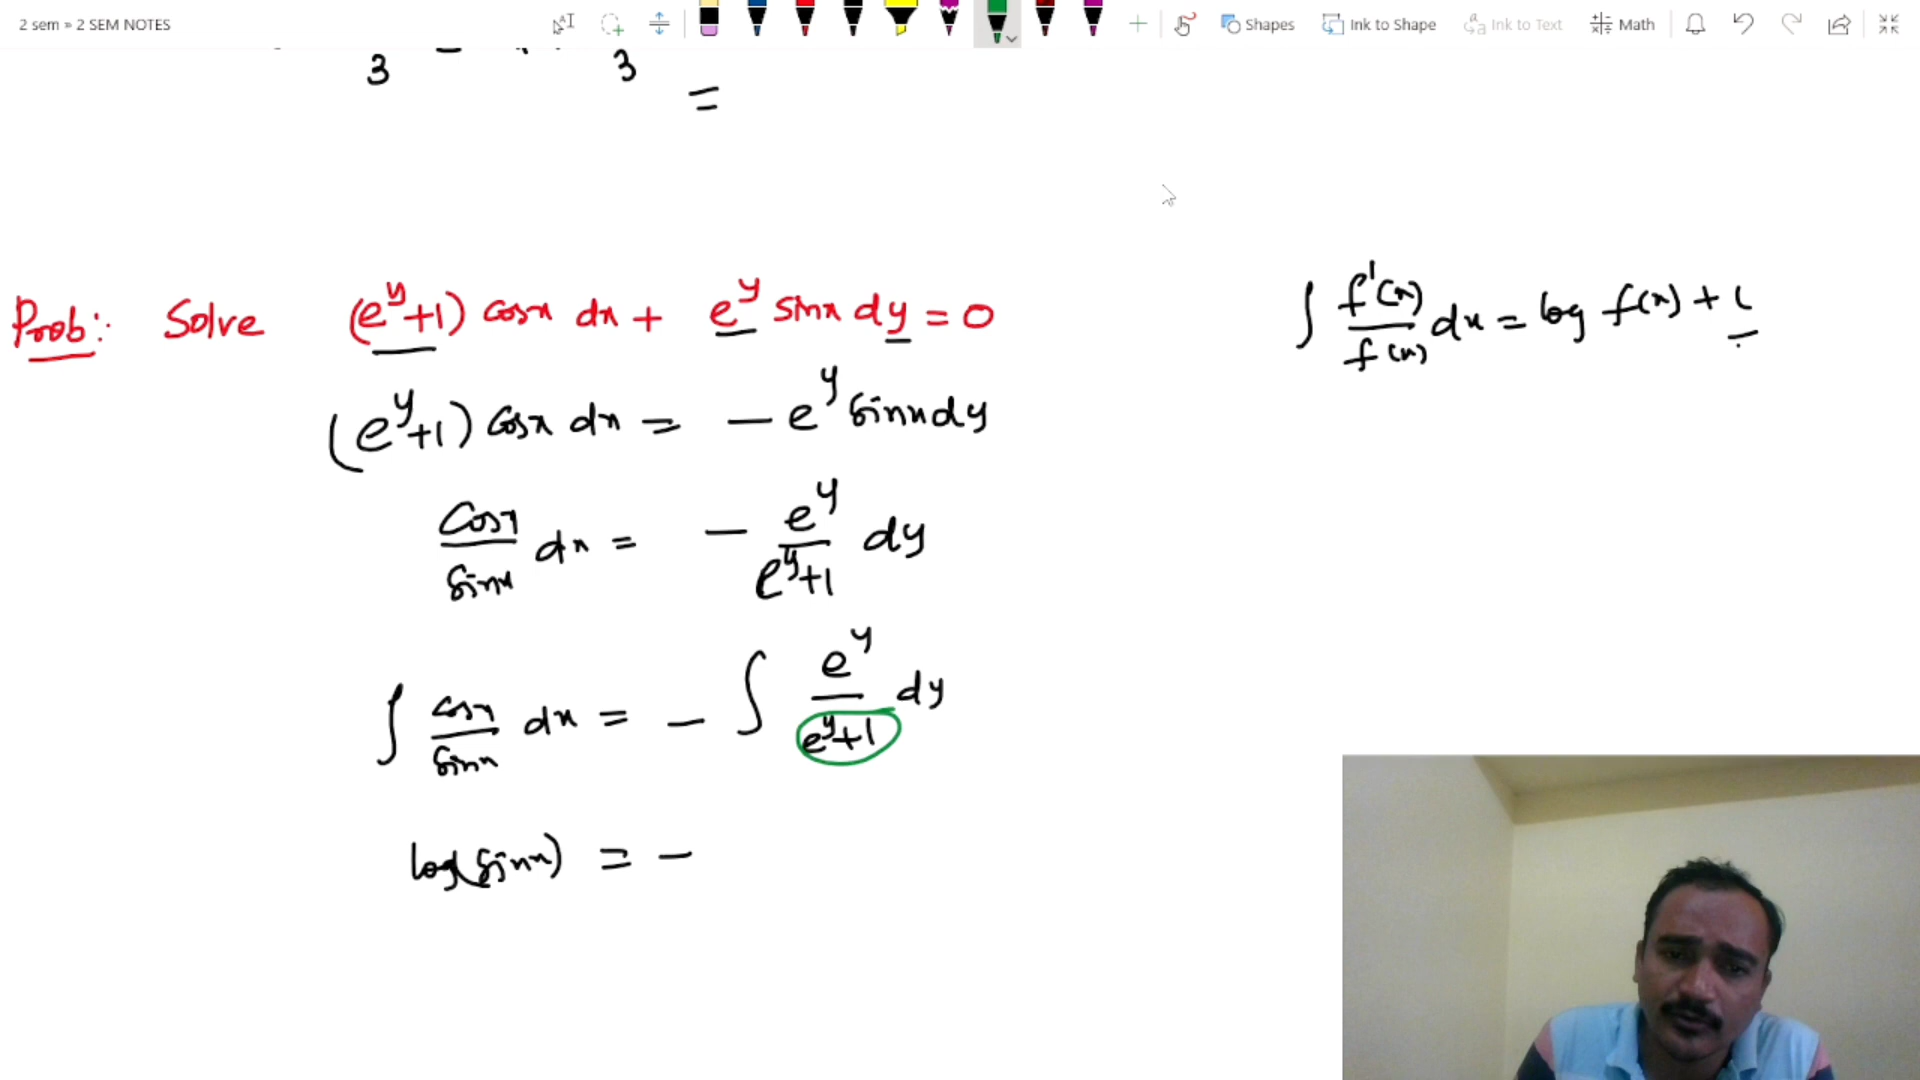 2 sem » 2 SEM NOTES
Shapes Ink to Shape Ink to Text Math
3 3
=
Prob: Solve (e^y+1) cosx dx + e^y sinx dy = 0
∫ f'(x)/f(x) dx = log f(x) + c
(e^y+1) cosx dx = - e^y sinx dy
cosx/sinx dx = - e^y/e^y+1 dy
∫ cosx/sinx dx = - ∫ e^y/e^y+1 dy
log(sinx) = -